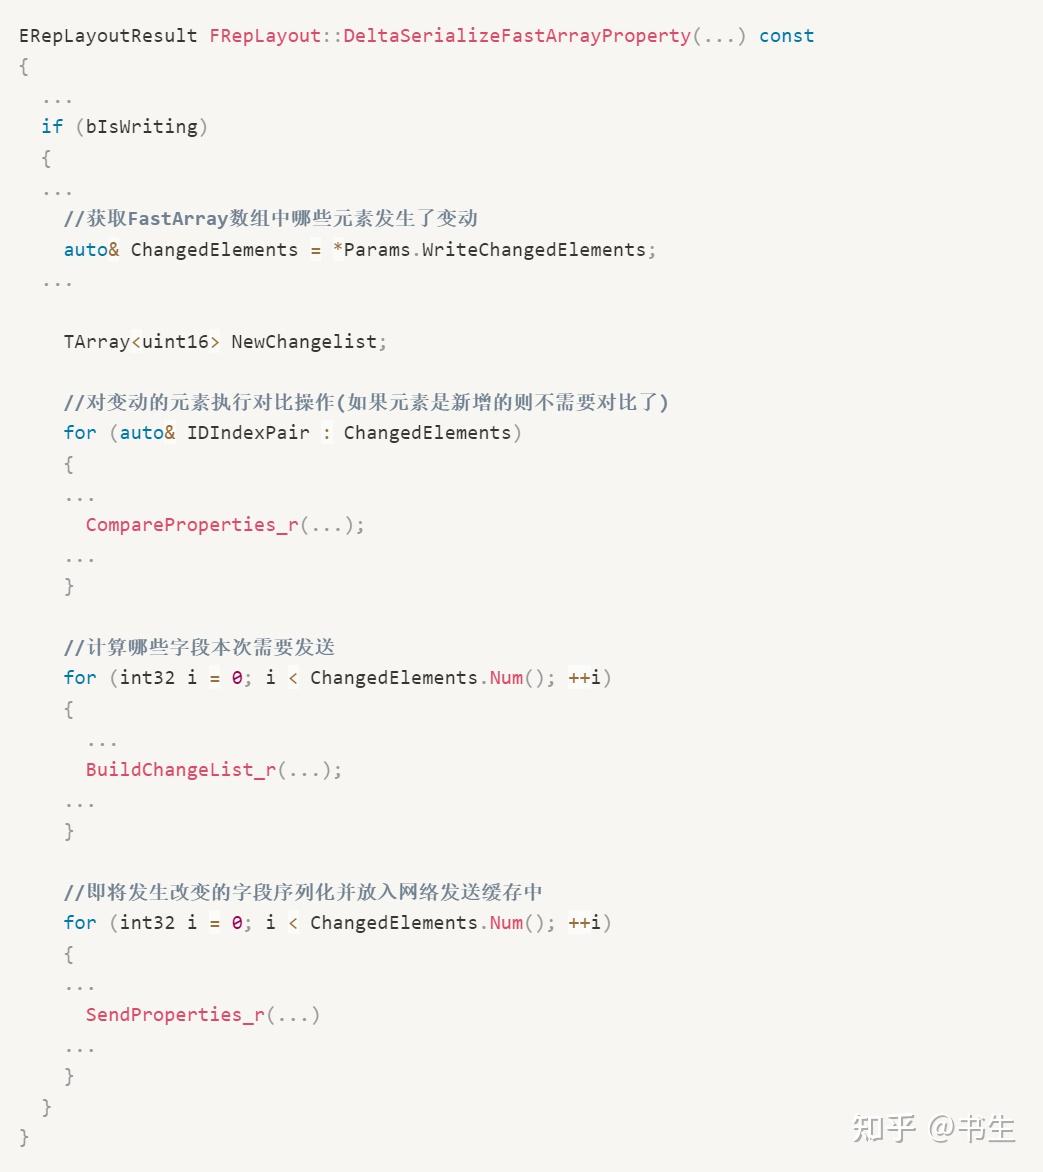 ERepLayoutResult FRepLayout::DeltaSerializeFastArrayProperty(...) const
{
...
if (bIsWriting)
{
...
//获取FastArray数组中哪些元素发生了变动
auto& ChangedElements = *Params.WriteChangedElements;
...
TArray<uint16> NewChangelist;
//对变动的元素执行对比操作(如果元素是新增的则不需要对比了)
for (auto& IDIndexPair : ChangedElements)
{
...
CompareProperties_r(...);
...
}
//计算哪些字段本次需要发送
for (int32 i = 0; i < ChangedElements.Num(); ++i)
{
...
BuildChangeList_r(...);
...
}
//即将发生改变的字段序列化并放入网络发送缓存中
for (int32 i = 0; i < ChangedElements.Num(); ++i)
{
...
SendProperties_r(...)
...
}
}
}
知乎 @书生